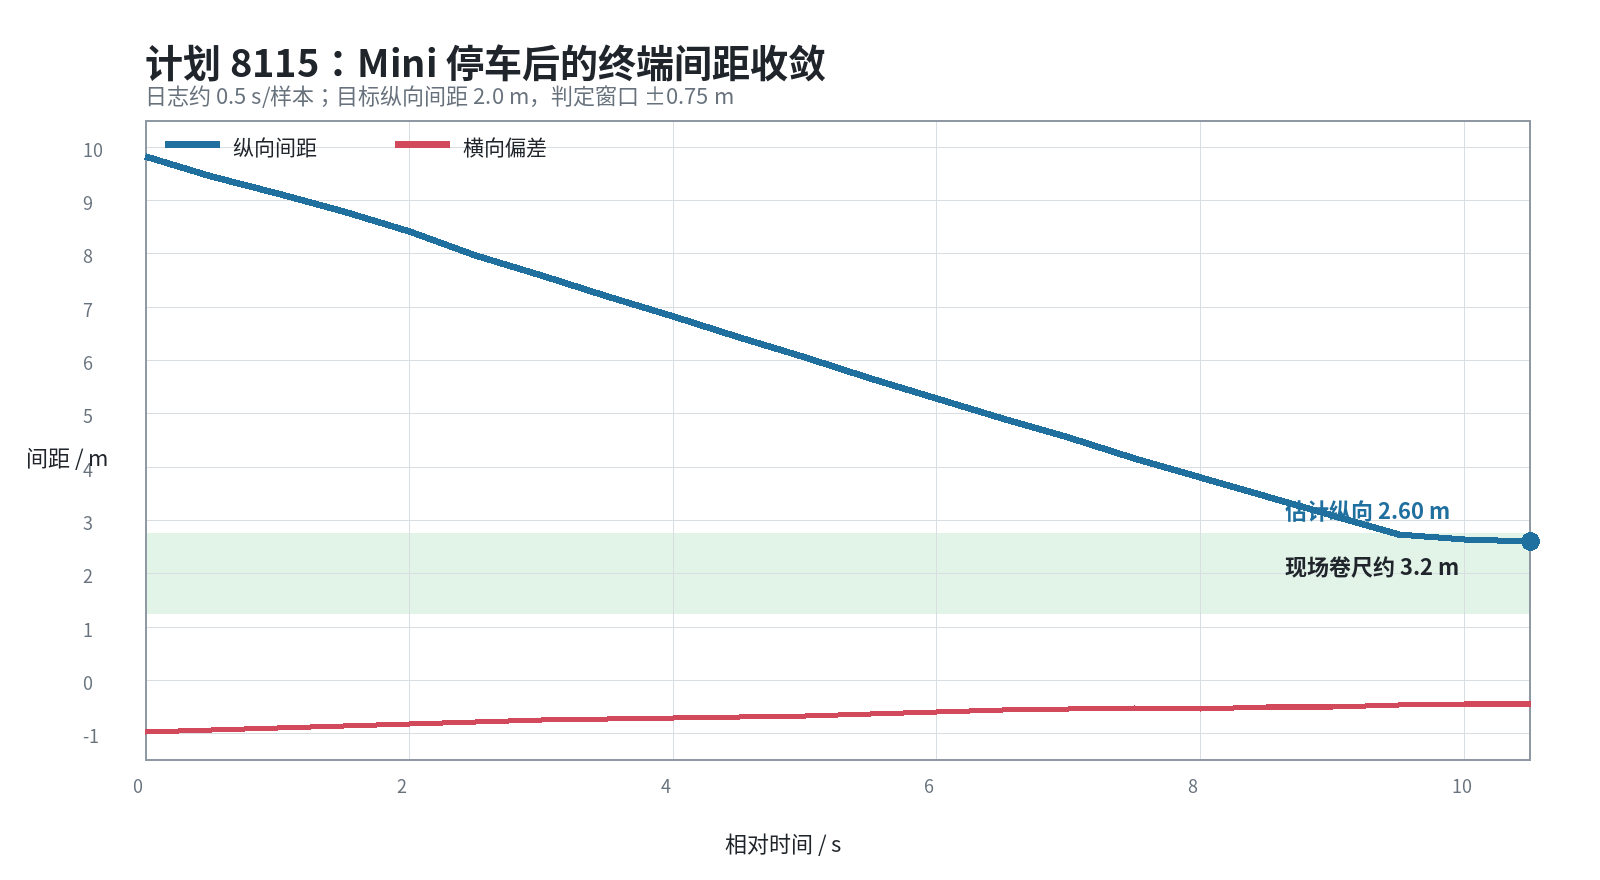 计划 8115：Mini 停车后的终端间距收敛
日志约 0.5 s/样本；目标纵向间距 2.0 m，判定窗口 ±0.75 m
纵向间距
横向偏差
10
9
8
7
6
5
间距 / m
4
估计纵向 2.60 m
3
现场卷尺约 3.2 m
2
1
0
-1
0 2 4 6 8 10
相对时间 / s